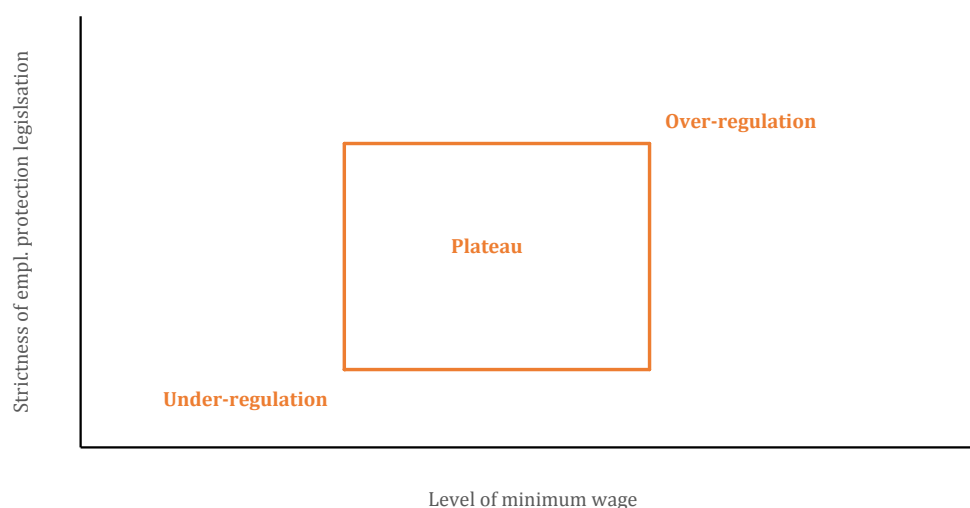 Strictness of empl. protection legislsation
Over-regulation
Plateau
Under-regulation
Level of minimum wage